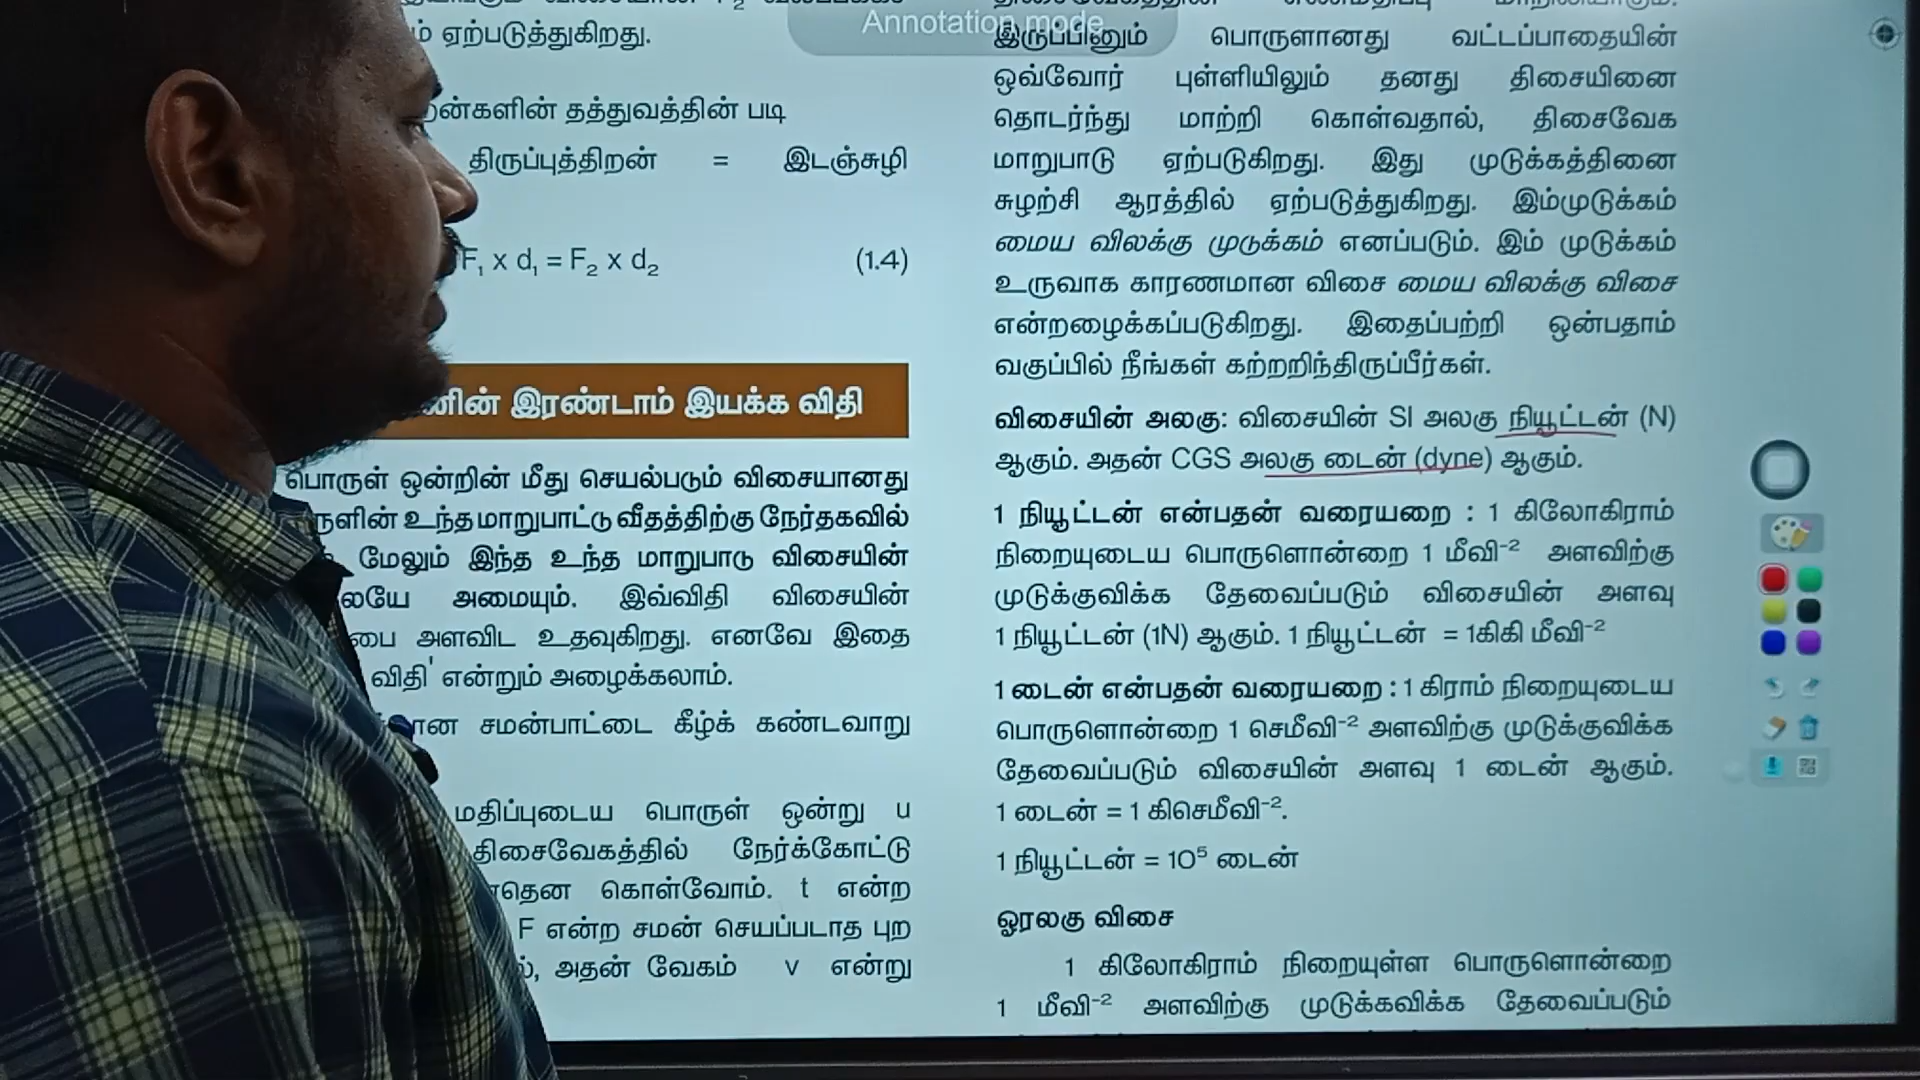 Annotation mode
ம் ஏற்படுத்துகிறது.
தத்துவத்தின் படி
திருப்புத்திறன் = இடஞ்சுழி
F₁ x d₁ = F₂ x d₂ (1.4)
இரண்டாம் இயக்க விதி
பொருள் ஒன்றின் மீது செயல்படும் விசையானது
உந்தமாறுபாட்டு வீதத்திற்கு நேர்தகவில்
மேலும் இந்த உந்த மாறுபாடு விசையின்
அமையும். இவ்விதி விசையின்
அளவிட உதவுகிறது. எனவே இதை
விதி' என்றும் அழைக்கலாம்.
சமன்பாட்டை கீழ்க் கண்டவாறு
மதிப்புடைய பொருள் ஒன்று u
திசைவேகத்தில் நேர்க்கோட்டு
கொள்வோம். t என்ற
F என்ற சமன் செயப்படாத புற
அதன் வேகம் v என்று
இருப்பினும் பொருளானது வட்டப்பாதையின்
ஒவ்வோர் புள்ளியிலும் தனது திசையினை
தொடர்ந்து மாற்றி கொள்வதால், திசைவேக
மாறுபாடு ஏற்படுகிறது. இது முடுக்கத்தினை
சுழற்சி ஆரத்தில் ஏற்படுத்துகிறது. இம்முடுக்கம்
மைய விலக்கு முடுக்கம் எனப்படும். இம் முடுக்கம்
உருவாக காரணமான விசை மைய விலக்கு விசை
என்றழைக்கப்படுகிறது. இதைப்பற்றி ஒன்பதாம்
வகுப்பில் நீங்கள் கற்றறிந்திருப்பீர்கள்.
விசையின் அலகு: விசையின் SI அலகு நியூட்டன் (N)
ஆகும். அதன் CGS அலகு டைன் (dyne) ஆகும்.
1 நியூட்டன் என்பதன் வரையறை : 1 கிலோகிராம்
நிறையுடைய பொருளொன்றை 1 மீவி⁻² அளவிற்கு
முடுக்குவிக்க தேவைப்படும் விசையின் அளவு
1 நியூட்டன் (1N) ஆகும். 1 நியூட்டன் = 1கிகி மீவி⁻²
1 டைன் என்பதன் வரையறை : 1 கிராம் நிறையுடைய
பொருளொன்றை 1 செமீவி⁻² அளவிற்கு முடுக்குவிக்க
தேவைப்படும் விசையின் அளவு 1 டைன் ஆகும்.
1 டைன் = 1 கிசெமீவி⁻².
1 நியூட்டன் = 10⁵ டைன்
ஓரலகு விசை
1 கிலோகிராம் நிறையுள்ள பொருளொன்றை
1 மீவி⁻² அளவிற்கு முடுக்கவிக்க தேவைப்படும்